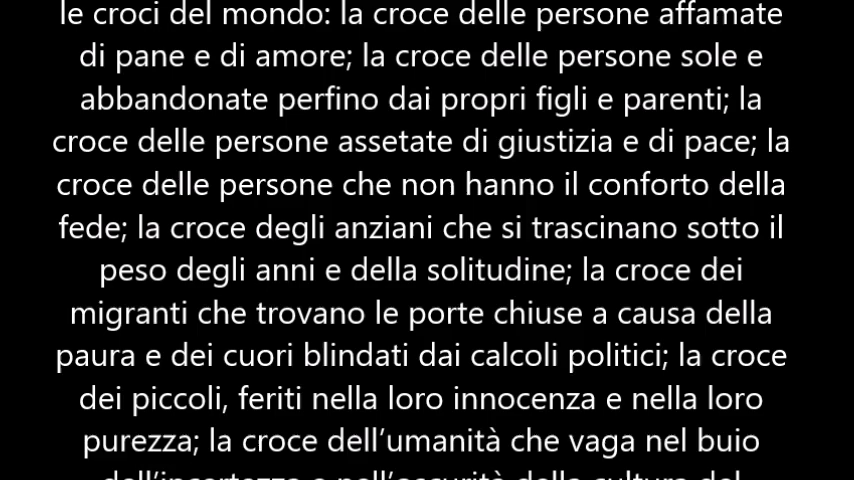 le croci del mondo: la croce delle persone affamate
di pane e di amore; la croce delle persone sole e
abbandonate perfino dai propri figli e parenti; la
croce delle persone assetate di giustizia e di pace; la
croce delle persone che non hanno il conforto della
fede; la croce degli anziani che si trascinano sotto il
peso degli anni e della solitudine; la croce dei
migranti che trovano le porte chiuse a causa della
paura e dei cuori blindati dai calcoli politici; la croce
dei piccoli, feriti nella loro innocenza e nella loro
purezza; la croce dell’umanità che vaga nel buio
dell’incertezza e nell’oscurità della cultura del